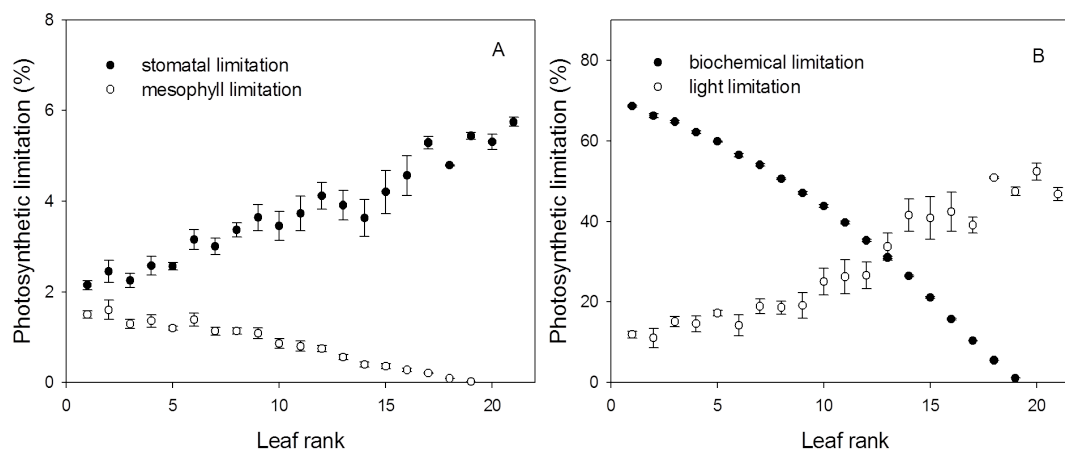 A
stomatal limitation
mesophyll limitation
Photosynthetic limitation (%)
8
6
4
2
0
0 5 10 15 20
Leaf rank
B
biochemical limitation
light limitation
Photosynthetic limitation (%)
80
60
40
20
0
0 5 10 15 20
Leaf rank